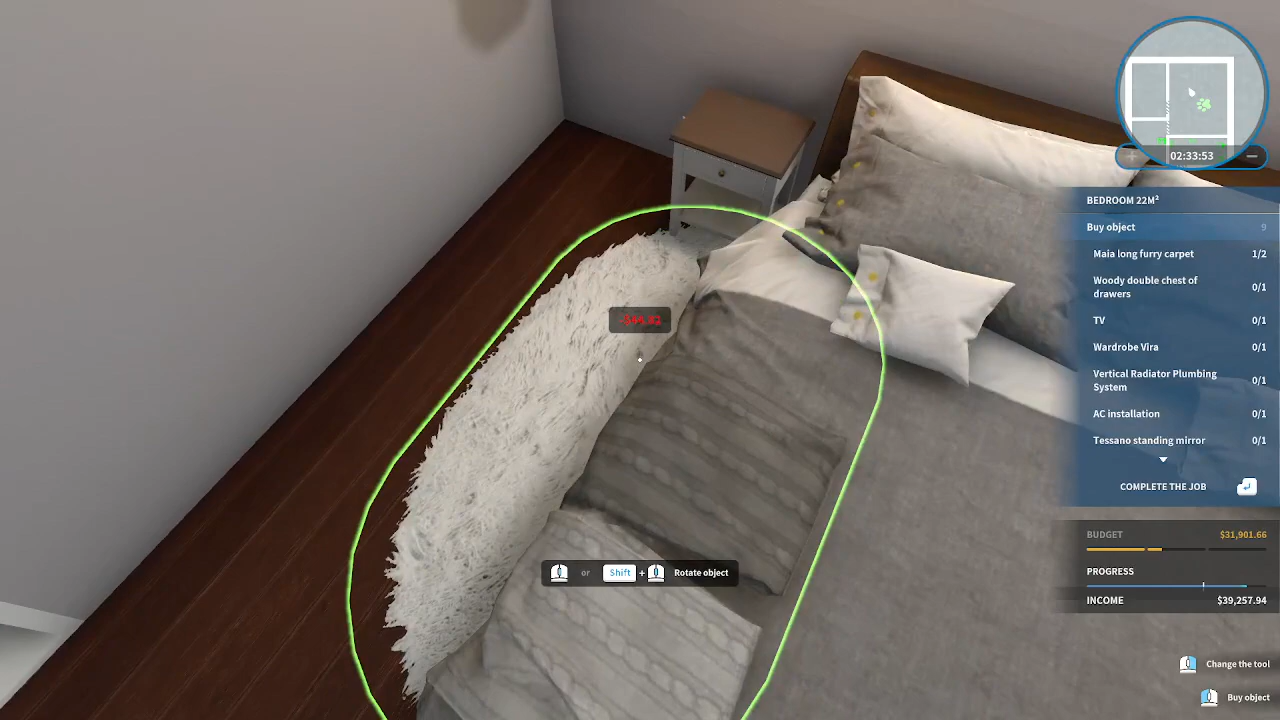 02:33:53
BEDROOM 22M²
Buy object 9
Maia long furry carpet 1/2
Woody double chest of
drawers 0/1
TV 0/1
Wardrobe Vira 0/1
Vertical Radiator Plumbing
System 0/1
AC installation 0/1
Tessano standing mirror 0/1
COMPLETE THE JOB
BUDGET $31,901.66
PROGRESS
INCOME $39,257.94
or Shift + Rotate object
Change the tool
Buy object